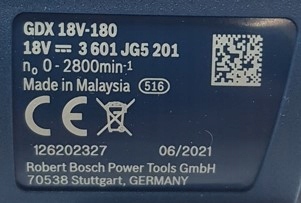 GDX 18V-180
18V ⎓ 3 601 JG5 201
n₀ 0 - 2800min-¹
Made in Malaysia 516
CE
126202327 06/2021
Robert Bosch Power Tools GmbH
70538 Stuttgart, GERMANY